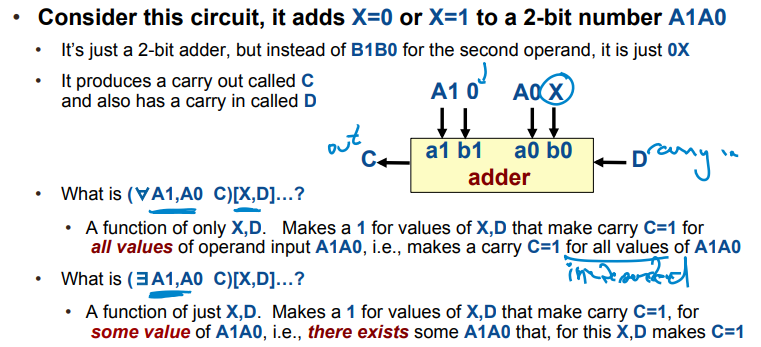 • Consider this circuit, it adds X=0 or X=1 to a 2-bit number A1A0
• It's just a 2-bit adder, but instead of B1B0 for the second operand, it is just 0X
• It produces a carry out called C
and also has a carry in called D
A1 0 A0 X
out
C a1 b1 a0 b0 D carry in
adder
• What is (∀A1,A0 C)[X,D]…?
• A function of only X,D. Makes a 1 for values of X,D that make carry C=1 for
all values of operand input A1A0, i.e., makes a carry C=1 for all values of A1A0
• What is (∃A1,A0 C)[X,D]…?
• A function of just X,D. Makes a 1 for values of X,D that make carry C=1, for
some value of A1A0, i.e., there exists some A1A0 that, for this X,D makes C=1